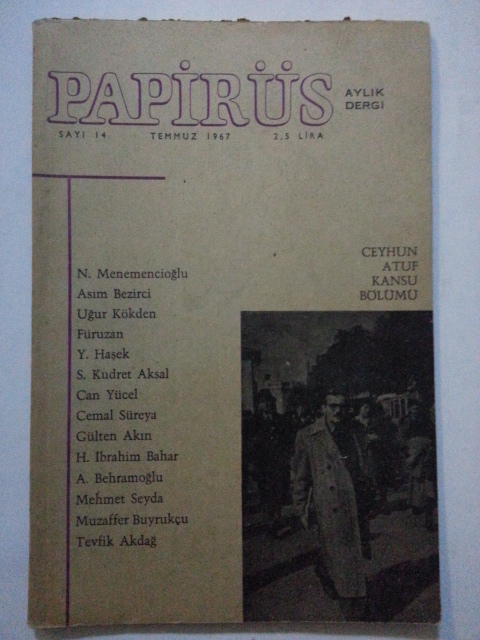 PAPİRÜS
AYLIK
DERGİ
SAYI 14
TEMMUZ 1967
2,5 LİRA
CEYHUN
ATUF
KANSU
BÖLÜMÜ
N. Menemencioğlu
Asım Bezirci
Uğur Kökden
Füruzan
Y. Haşek
S. Kudret Aksal
Can Yücel
Cemal Süreya
Gülten Akın
H. İbrahim Bahar
A. Behramoğlu
Mehmet Seyda
Muzaffer Buyrukçu
Tevfik Akdağ